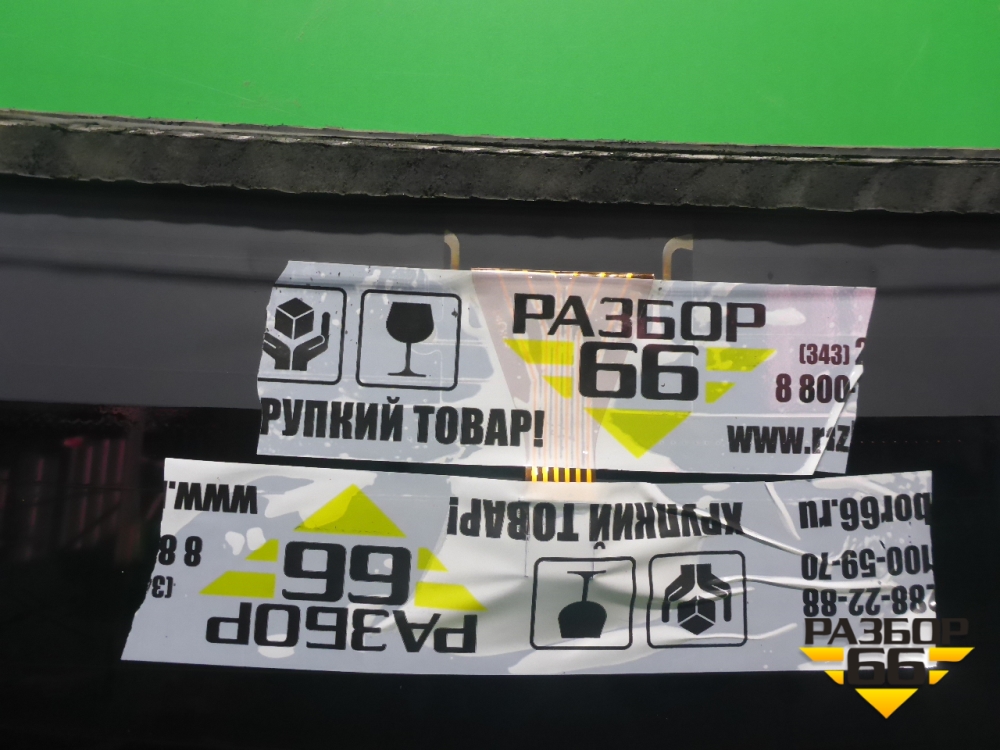 РАЗБОР
66
(343) 2
8 800
РУПКИЙ ТОВАР!
www.raz
www.
ХРУПКИЙ ТОВАР!
bor66.ru
8 8
66
100-59-70
(3
РАЗБОР
288-22-88
РАЗБОР
66